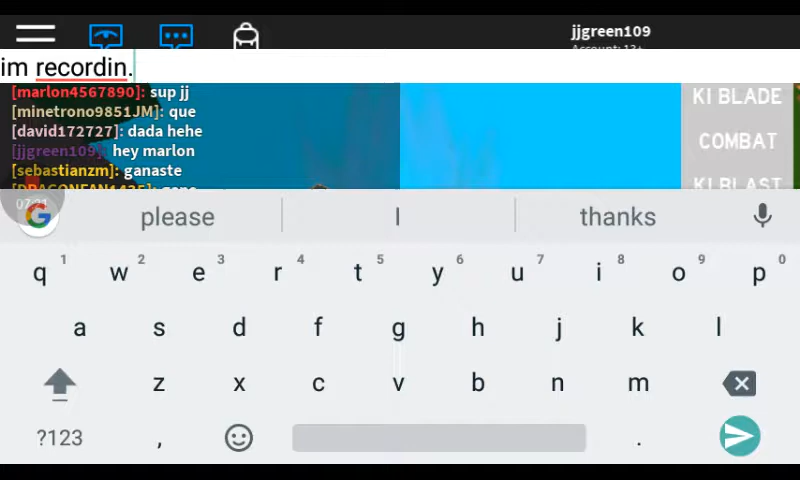 jjgreen109
Account: 13+
im recordin.
[marlon4567890]: sup jj
[minetrono9851JM]: que
[david172727]: dada hehe
[jjgreen109]: hey marlon
[sebastianzm]: ganaste
KI BLADE
COMBAT
KI BLAST
please I thanks
q 1 w 2 e 3 r 4 t 5 y 6 u 7 i 8 o 9 p 0
a s d f g h j k l
z x c v b n m
?123 , .